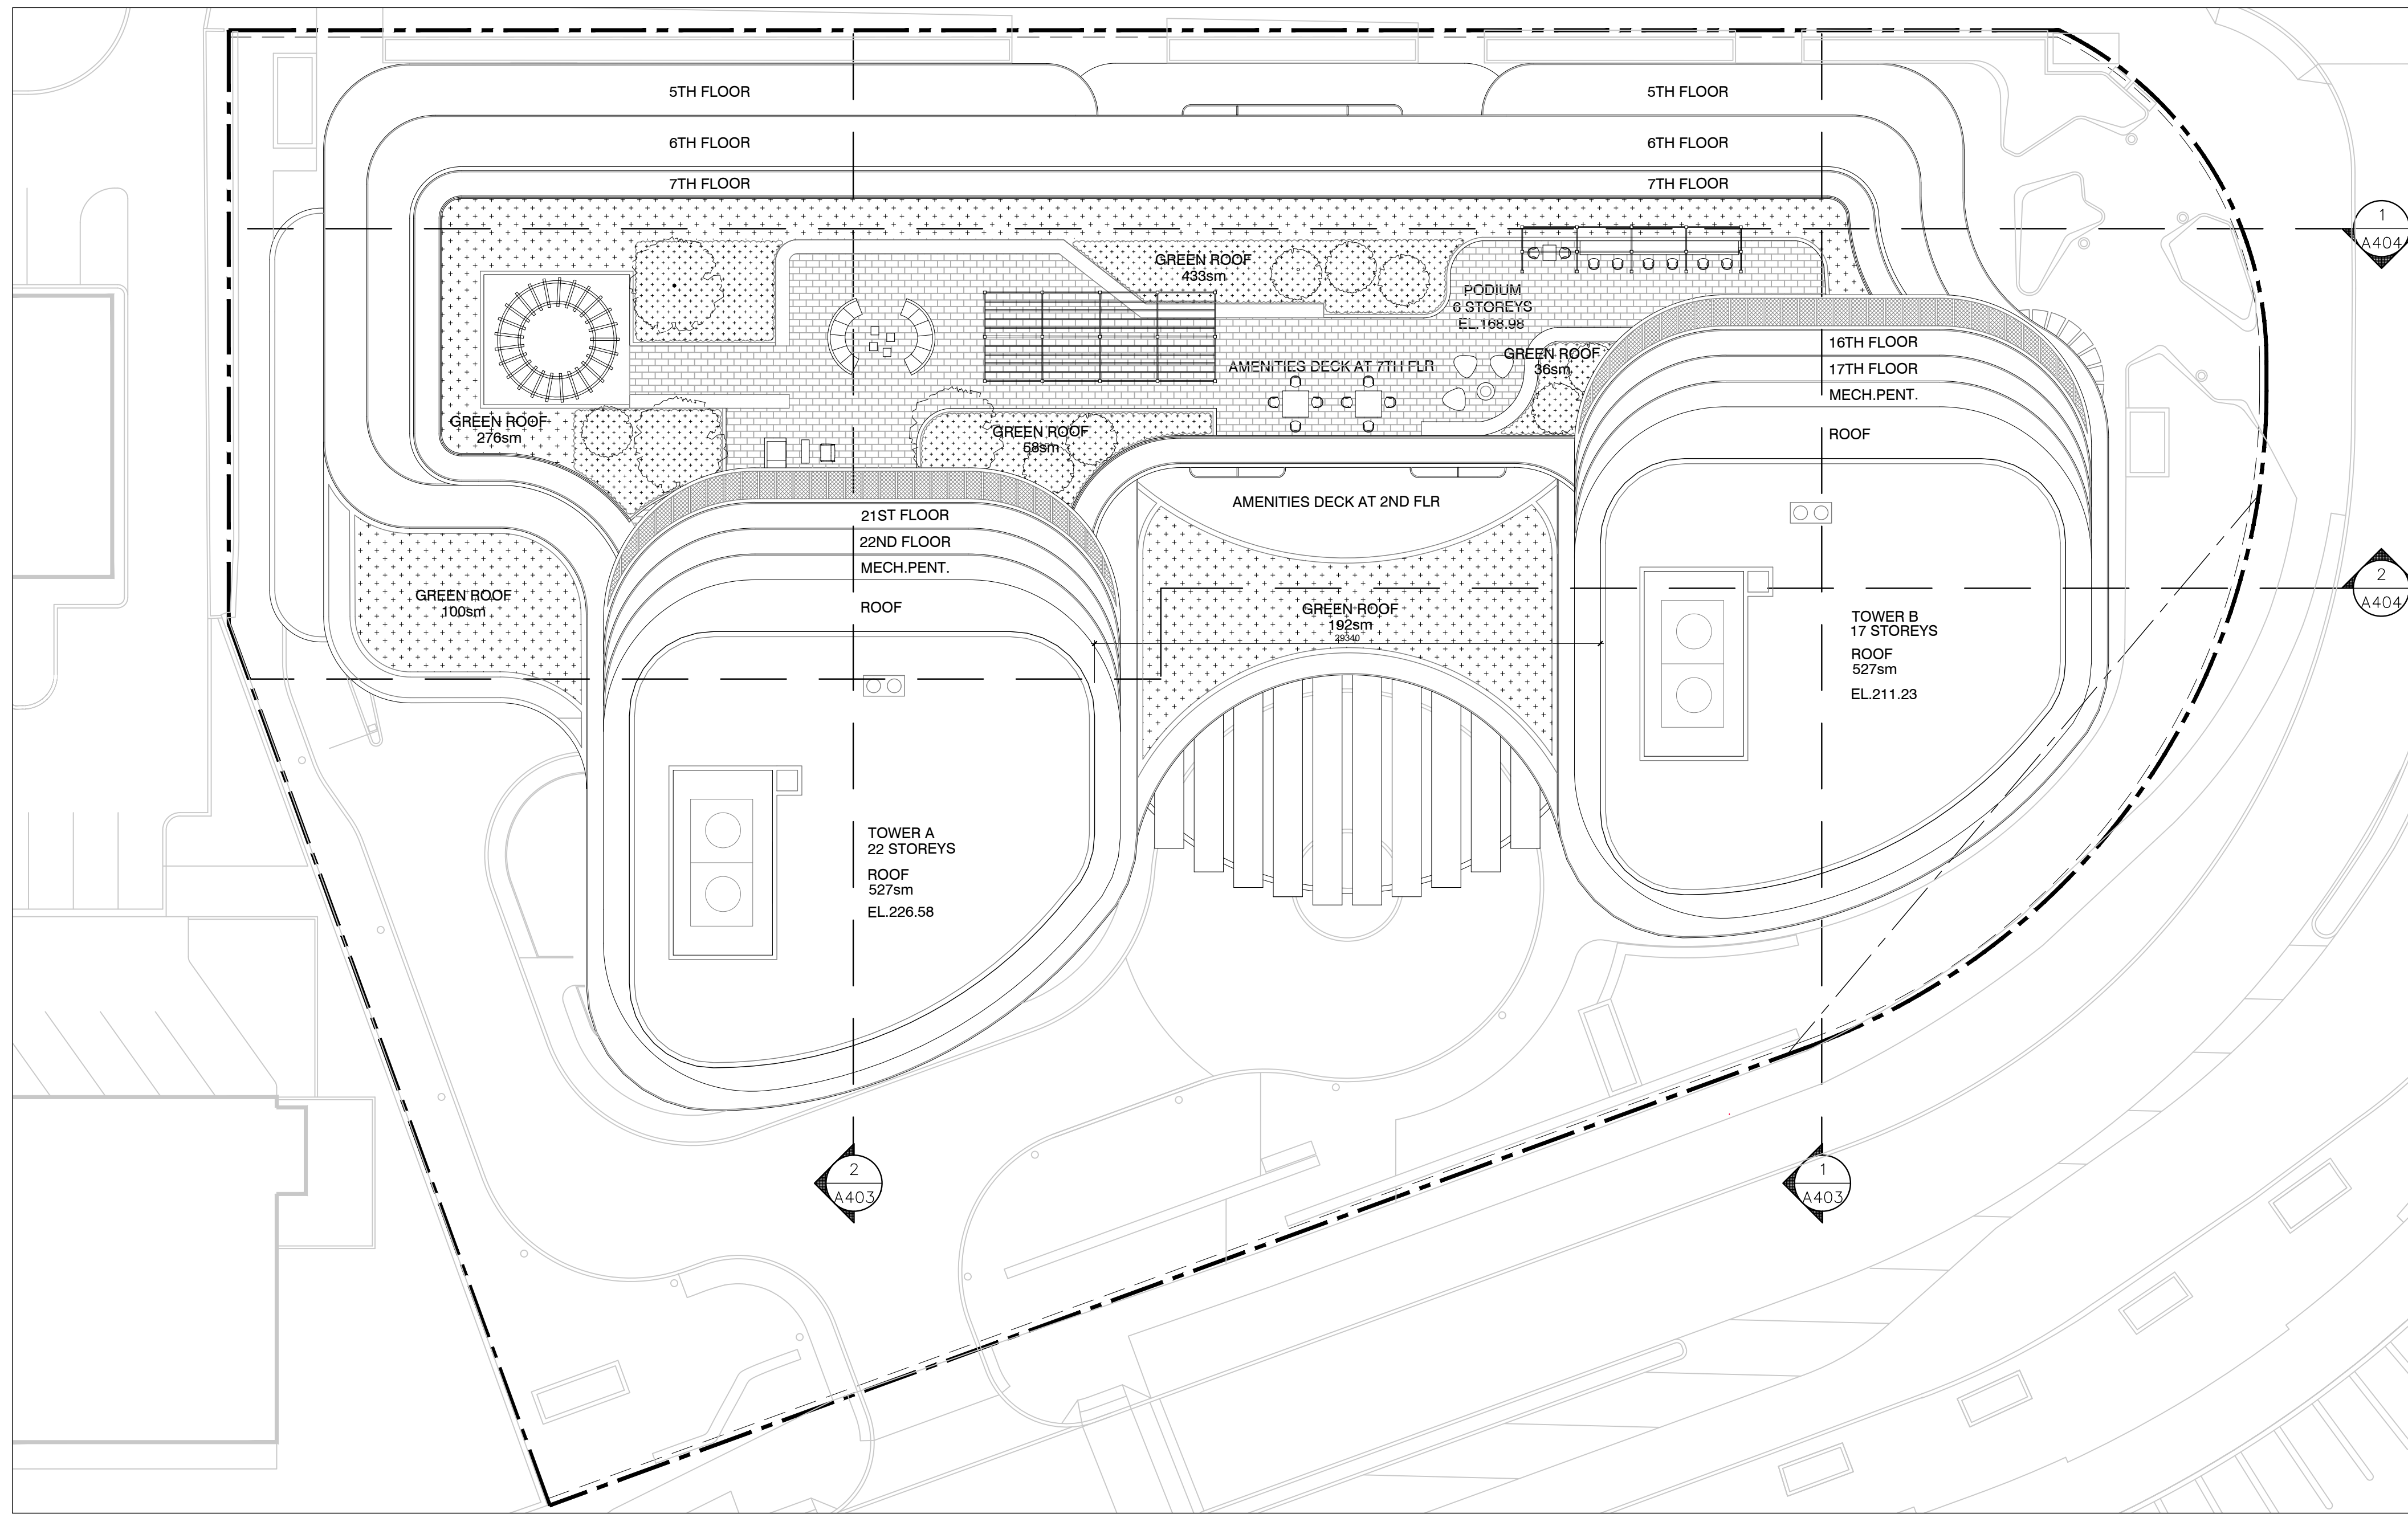 5TH FLOOR
5TH FLOOR
6TH FLOOR
6TH FLOOR
7TH FLOOR
7TH FLOOR
1
A404
GREEN ROOF
433sm
PODIUM
6 STOREYS
EL.168.98
AMENITIES DECK AT 7TH FLR
GREEN ROOF
36sm
16TH FLOOR
17TH FLOOR
MECH.PENT.
ROOF
GREEN ROOF
276sm
GREEN ROOF
58sm
AMENITIES DECK AT 2ND FLR
21ST FLOOR
22ND FLOOR
MECH.PENT.
ROOF
GREEN ROOF
100sm
GREEN ROOF
192sm
29340
2
A404
TOWER B
17 STOREYS
ROOF
527sm
EL.211.23
TOWER A
22 STOREYS
ROOF
527sm
EL.226.58
2
A403
1
A403